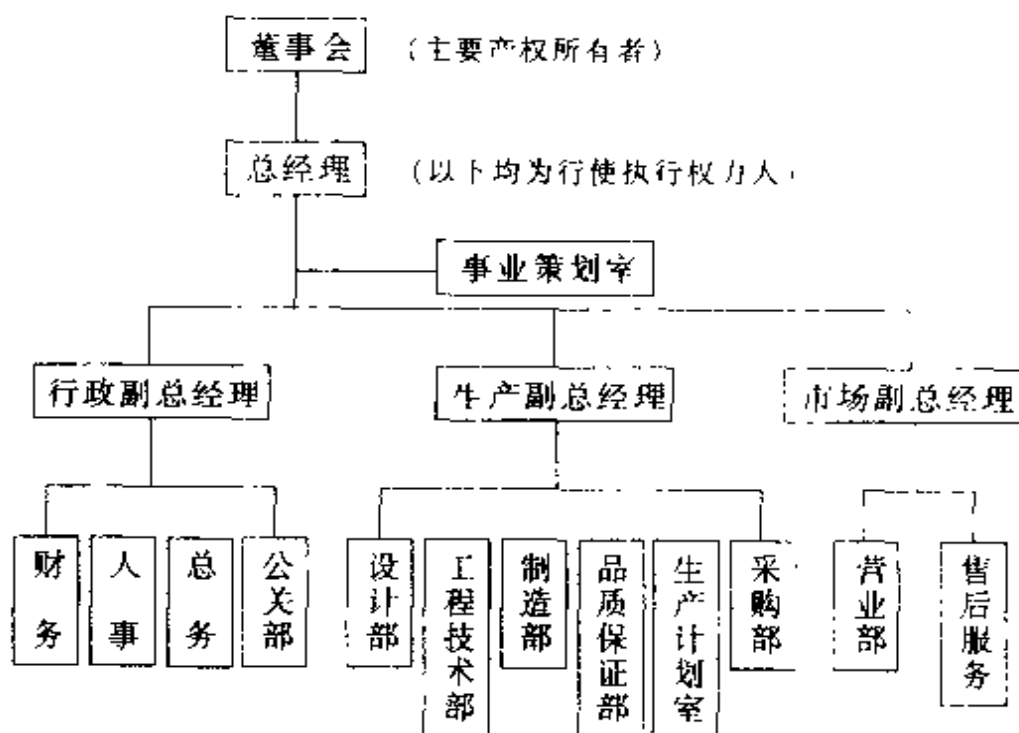 董事会 (主要产权所有者)
总经理 (以下均为行使执行权力人)
事业策划室
行政副总经理 生产副总经理 市场副总经理
财务
人事
总务
公关部
设计部
工程技术部
制造部
品质保证部
生产计划室
采购部
营业部
售后服务